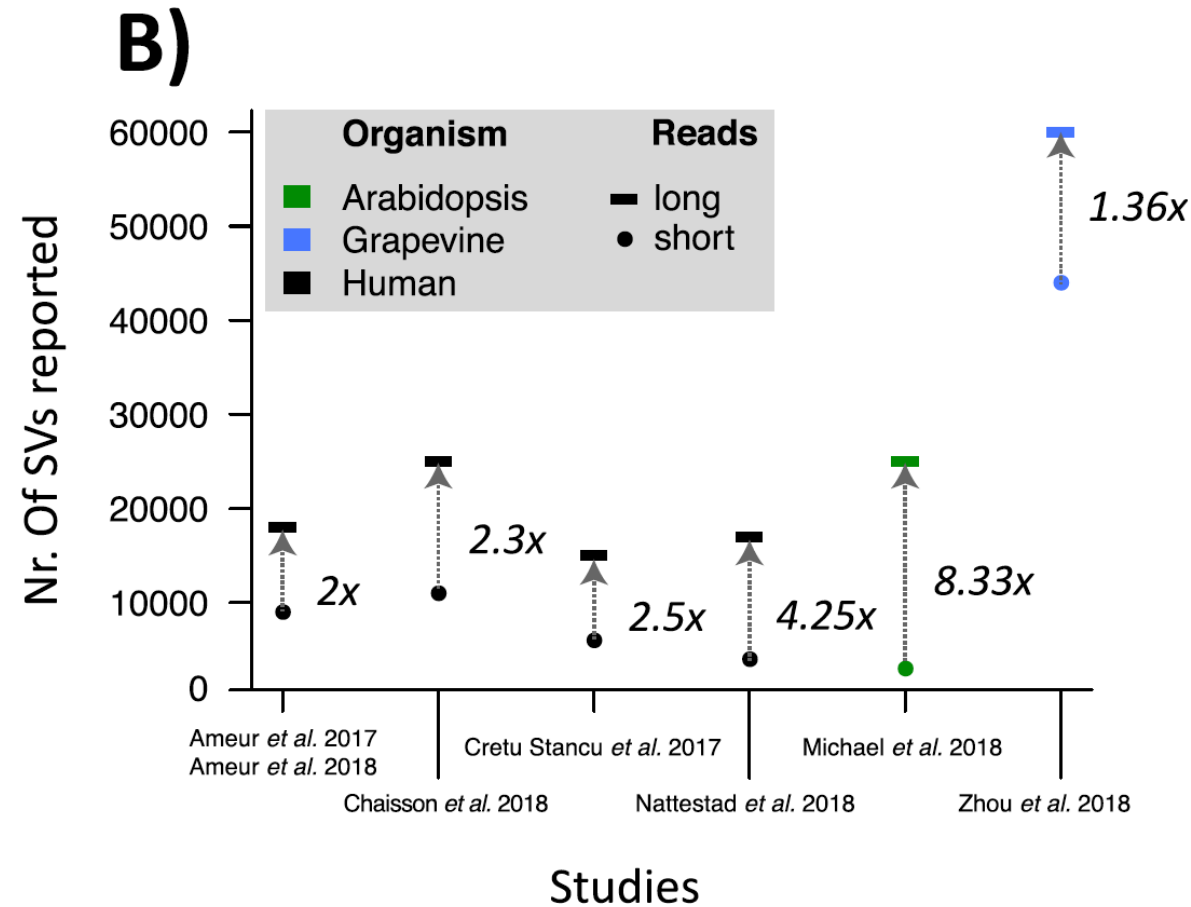 B)
Nr. Of SVs reported
60000
50000
40000
30000
20000
10000
0
Organism
Reads
Arabidopsis
long
Grapevine
short
Human
2x
2.3x
2.5x
4.25x
8.33x
1.36x
Ameur et al. 2017
Ameur et al. 2018
Chaisson et al. 2018
Cretu Stancu et al. 2017
Nattestad et al. 2018
Michael et al. 2018
Zhou et al. 2018
Studies